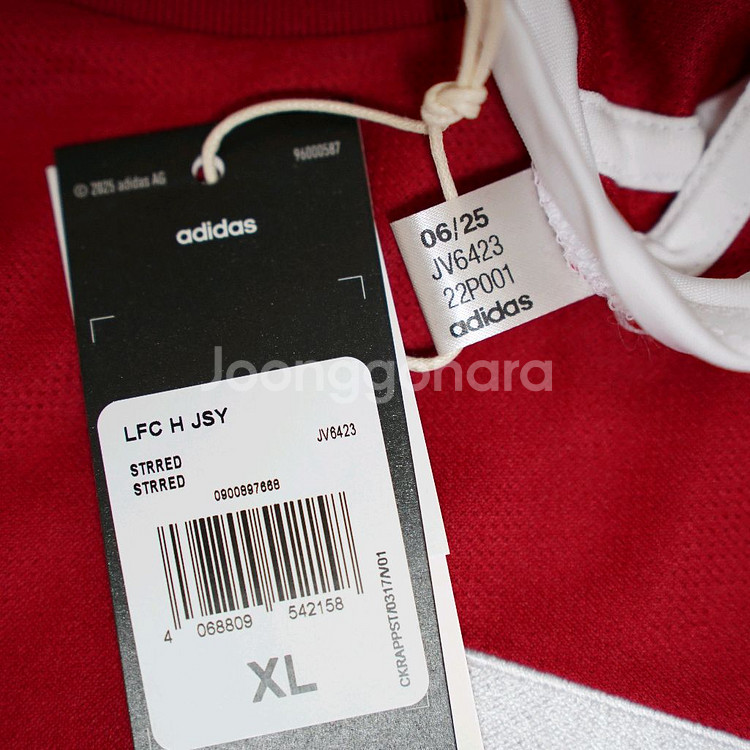 © 2025 adidas AG
96000587
adidas
LFC H JSY
JV6423
STRRED
STRRED
0900897668
4 068809 542158
XL
CKRAPPST/0317/V01
06/25
JV6423
22P001
adidas
Joonggonara